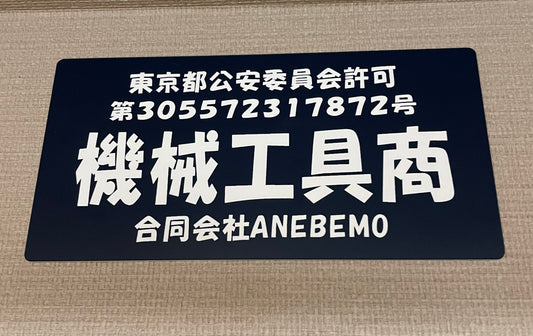 東京都公安委員会許可
第305572317872号
機械工具商
合同会社ANEBEMO